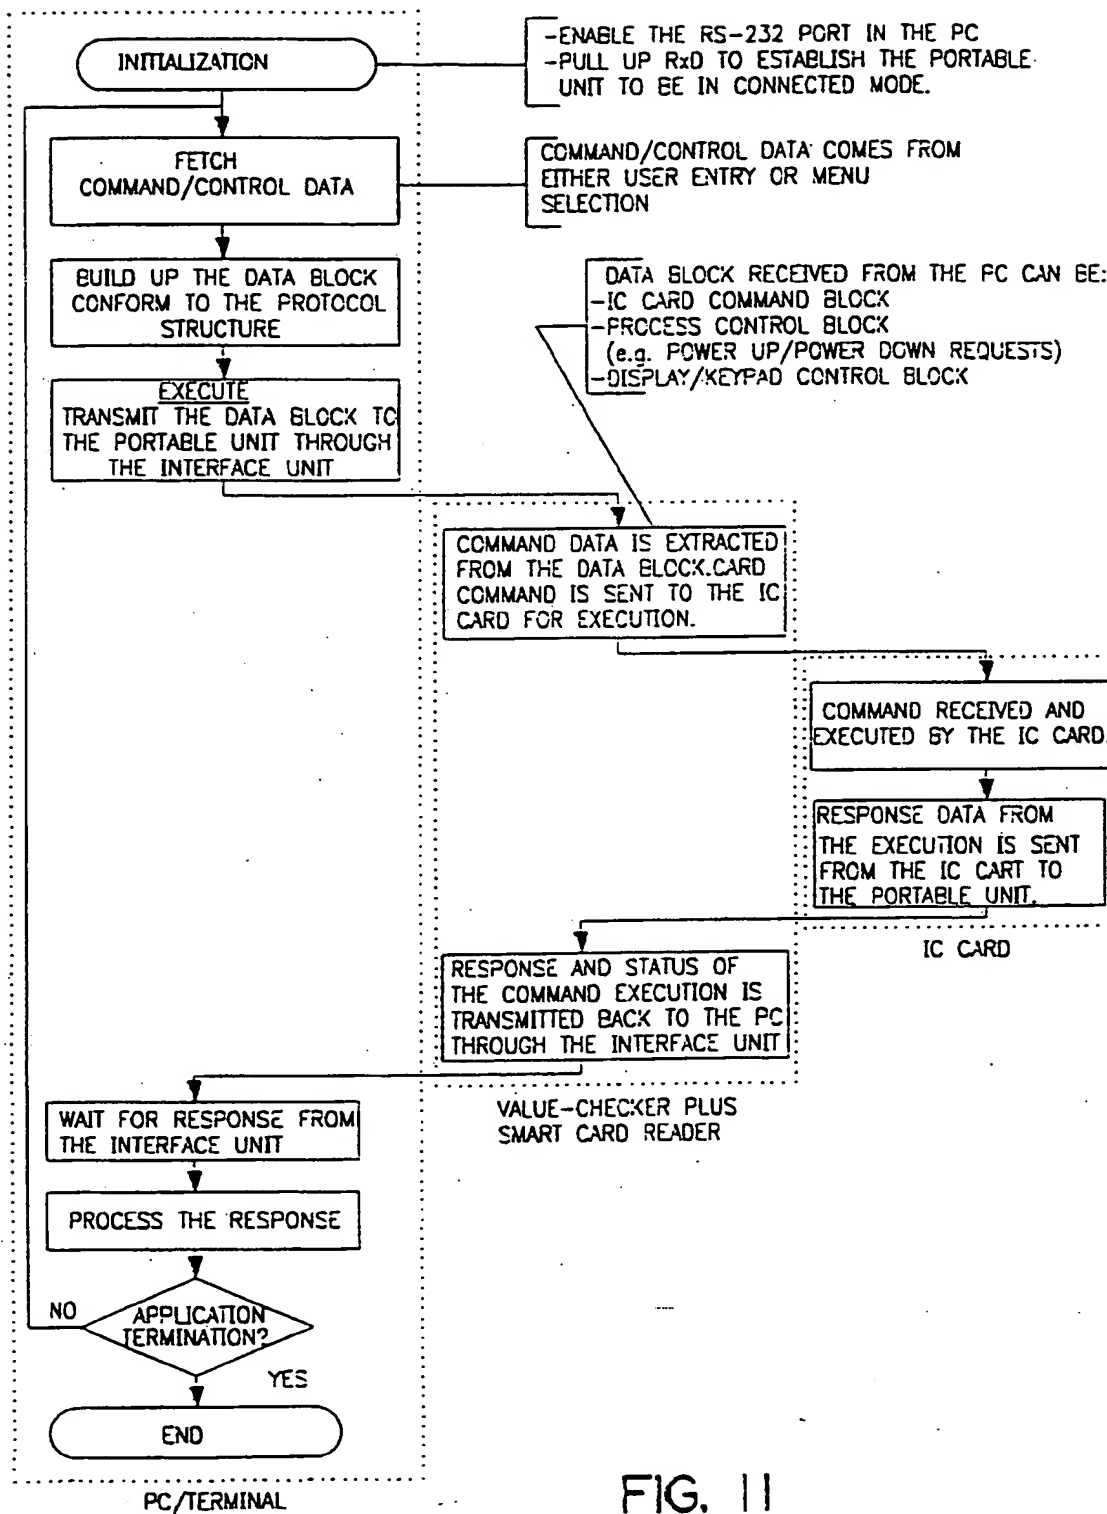 INITIALIZATION
-ENABLE THE RS-232 PORT IN THE PC
-PULL UP RxD TO ESTABLISH THE PORTABLE
UNIT TO BE IN CONNECTED MODE.
FETCH
COMMAND/CONTROL DATA
COMMAND/CONTROL DATA COMES FROM
EITHER USER ENTRY OR MENU
SELECTION
BUILD UP THE DATA BLOCK
CONFORM TO THE PROTOCOL
STRUCTURE
DATA BLOCK RECEIVED FROM THE PC CAN BE:
-IC CARD COMMAND BLOCK
-PROCESS CONTROL BLOCK
(e.g. POWER UP/POWER DOWN REQUESTS)
-DISPLAY/KEYPAD CONTROL BLOCK
EXECUTE
TRANSMIT THE DATA BLOCK TO
THE PORTABLE UNIT THROUGH
THE INTERFACE UNIT
COMMAND DATA IS EXTRACTED
FROM THE DATA BLOCK.CARD
COMMAND IS SENT TO THE IC
CARD FOR EXECUTION.
COMMAND RECEIVED AND
EXECUTED BY THE IC CARD.
RESPONSE DATA FROM
THE EXECUTION IS SENT
FROM THE IC CART TO
THE PORTABLE UNIT.
IC CARD
RESPONSE AND STATUS OF
THE COMMAND EXECUTION IS
TRANSMITTED BACK TO THE PC
THROUGH THE INTERFACE UNIT
VALUE-CHECKER PLUS
SMART CARD READER
WAIT FOR RESPONSE FROM
THE INTERFACE UNIT
PROCESS THE RESPONSE
NO
APPLICATION
TERMINATION?
YES
END
PC/TERMINAL
FIG. 11